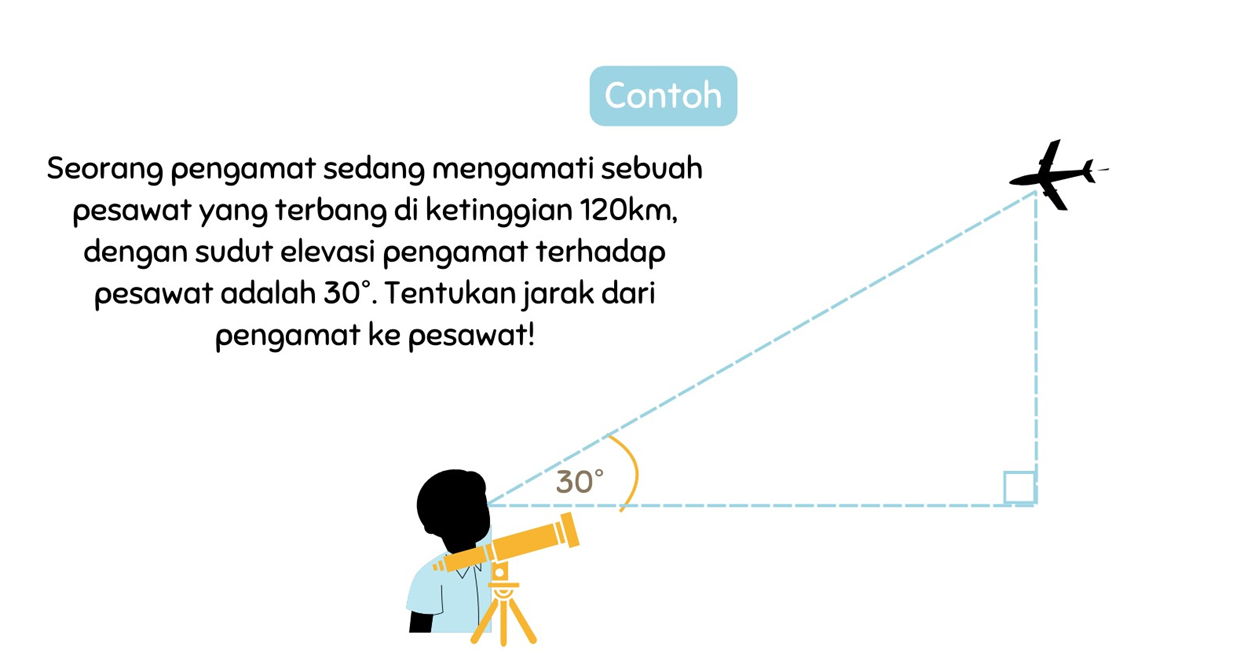 Contoh
Seorang pengamat sedang mengamati sebuah
pesawat yang terbang di ketinggian 120km,
dengan sudut elevasi pengamat terhadap
pesawat adalah 30°. Tentukan jarak dari
pengamat ke pesawat!
30°